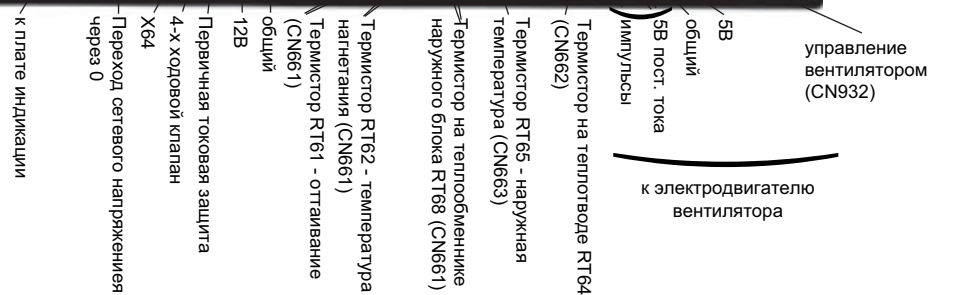 к плате индикации
Переход сетевого напряжениея
через 0
X64
4-х ходовой клапан
Первичная токовая защита
12В
общий
Термистор RT61 - оттаивание
(CN661)
Термистор RT62 - температура
нагнетания (CN661)
Термистор на теплообменнике
наружного блока RT68 (CN661)
Термистор RT65 - наружная
температура (CN663)
Термистор на теплотводе RT64
(CN662)
импульсы
5В пост. тока
общий
5В
управление
вентилятором
(CN932)
к электродвигателю
вентилятора